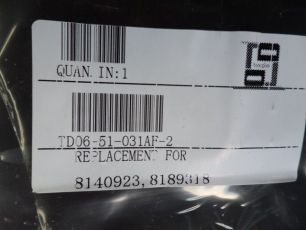 QUAN. IN:1
TD06-51-031AF-2
REPLACEMENT FOR
8140923, 8189318